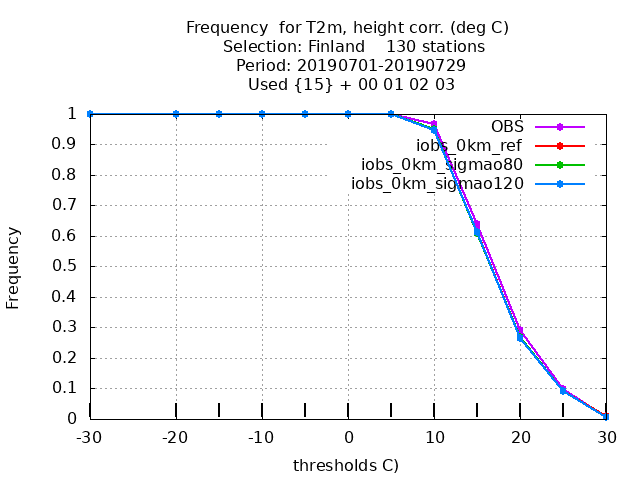 Frequency  for T2m, height corr. (deg C)
Selection: Finland    130 stations
Period: 20190701-20190729
Used {15} + 00 01 02 03
OBS
iobs_0km_ref
iobs_0km_sigmao80
iobs_0km_sigmao120
1
0.9
0.8
0.7
0.6
0.5
0.4
0.3
0.2
0.1
0
Frequency
-30 -20 -10 0 10 20 30
thresholds C)